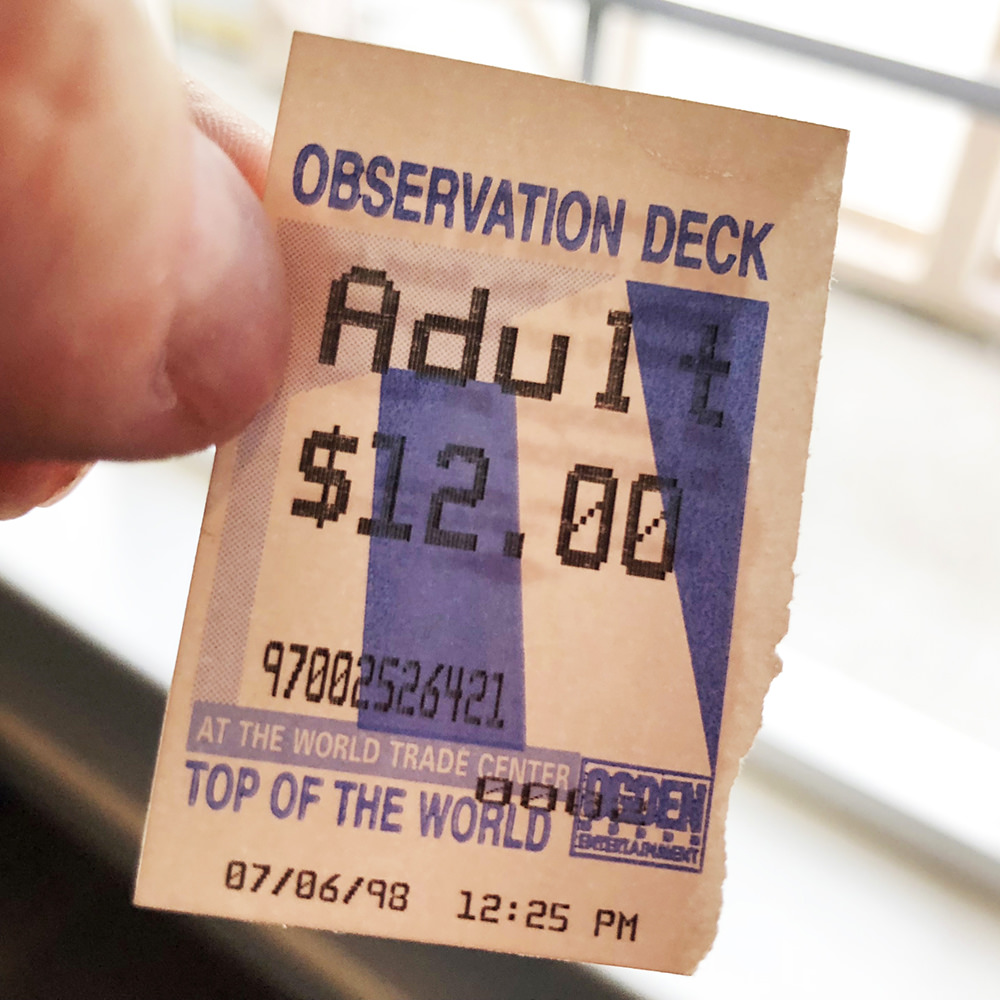 OBSERVATION DECK
Adult
$12.00
97002526421
AT THE WORLD TRADE CENTER
TOP OF THE WORLD
OGDEN
ENTERTAINMENT
07/06/98 12:25 PM